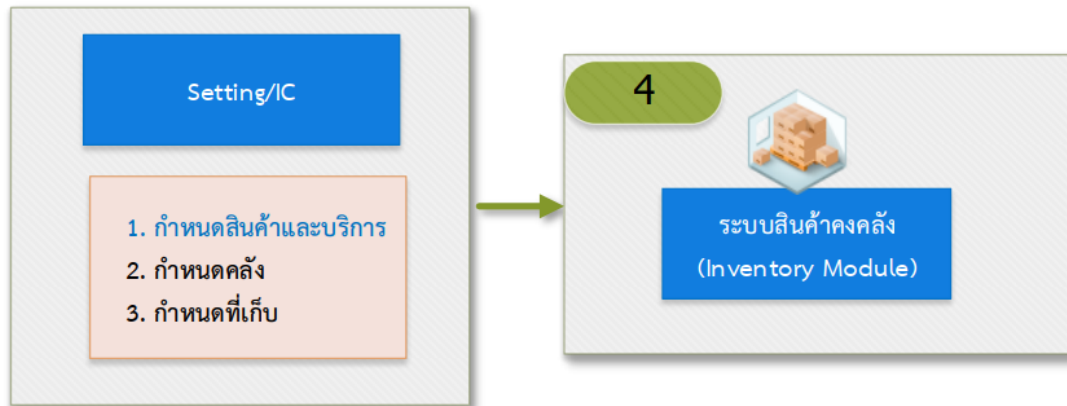 Setting/IC
1. กำหนดสินค้าและบริการ
2. กำหนดคลัง
3. กำหนดที่เก็บ
4
ระบบสินค้าคงคลัง
(Inventory Module)